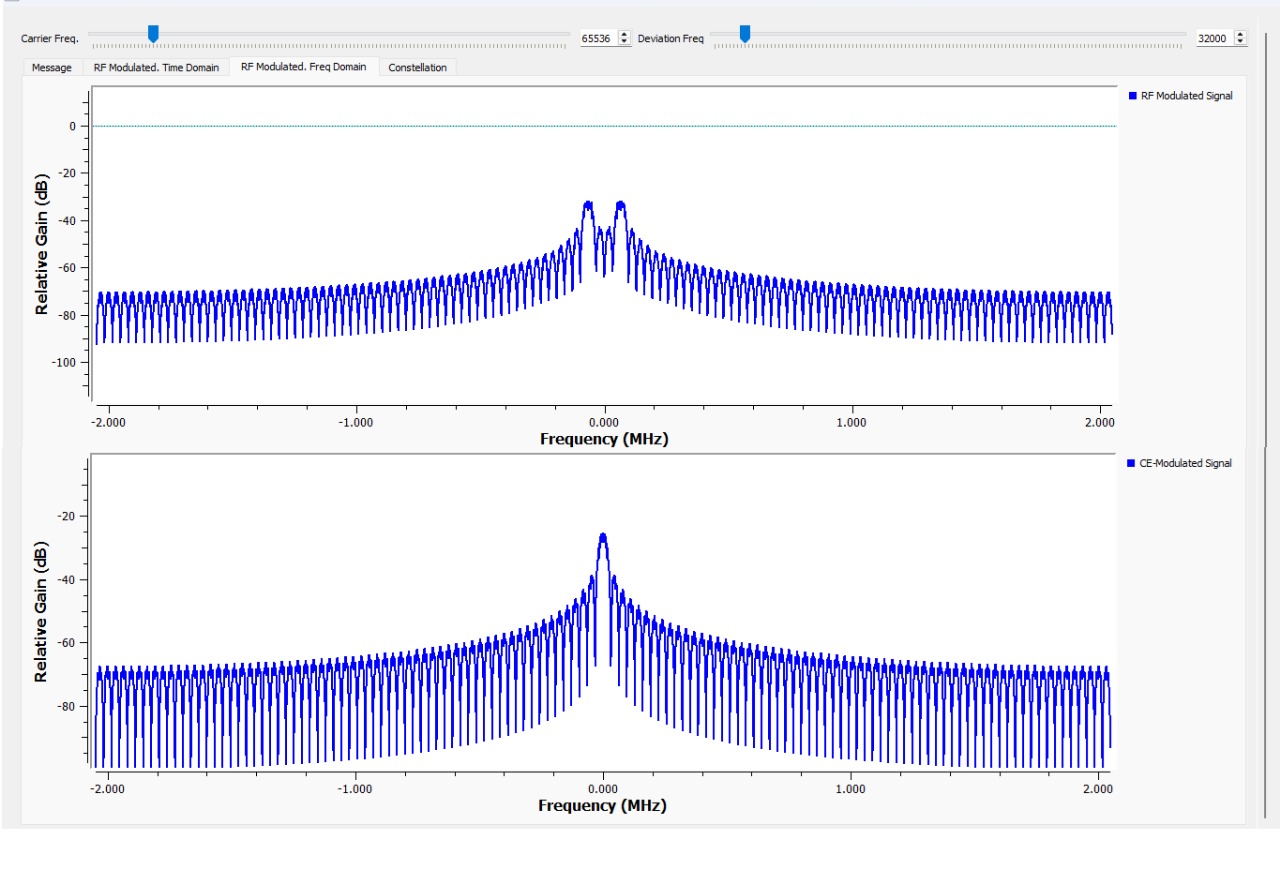 Carrier Freq. 65536 Deviation Freq 32000
Message RF Modulated. Time Domain RF Modulated. Freq Domain Constellation
RF Modulated Signal
0
-20
-40
-60
-80
-100
Relative Gain (dB)
-2.000 -1.000 0.000 1.000 2.000
Frequency (MHz)
CE-Modulated Signal
-20
-40
-60
-80
Relative Gain (dB)
-2.000 -1.000 0.000 1.000 2.000
Frequency (MHz)